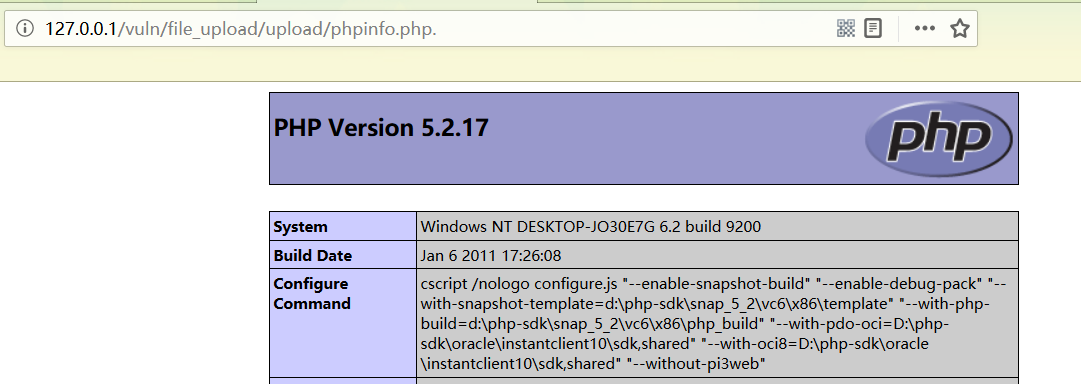 127.0.0.1/vuln/file_upload/upload/phpinfo.php.
PHP Version 5.2.17
php
System
Windows NT DESKTOP-JO30E7G 6.2 build 9200
Build Date
Jan 6 2011 17:26:08
Configure
Command
cscript /nologo configure.js "--enable-snapshot-build" "--enable-debug-pack" "--
with-snapshot-template=d:\php-sdk\snap_5_2\vc6\x86\template" "--with-php-
build=d:\php-sdk\snap_5_2\vc6\x86\php_build" "--with-pdo-oci=D:\php-
sdk\oracle\instantclient10\sdk,shared" "--with-oci8=D:\php-sdk\oracle
\instantclient10\sdk,shared" "--without-pi3web"